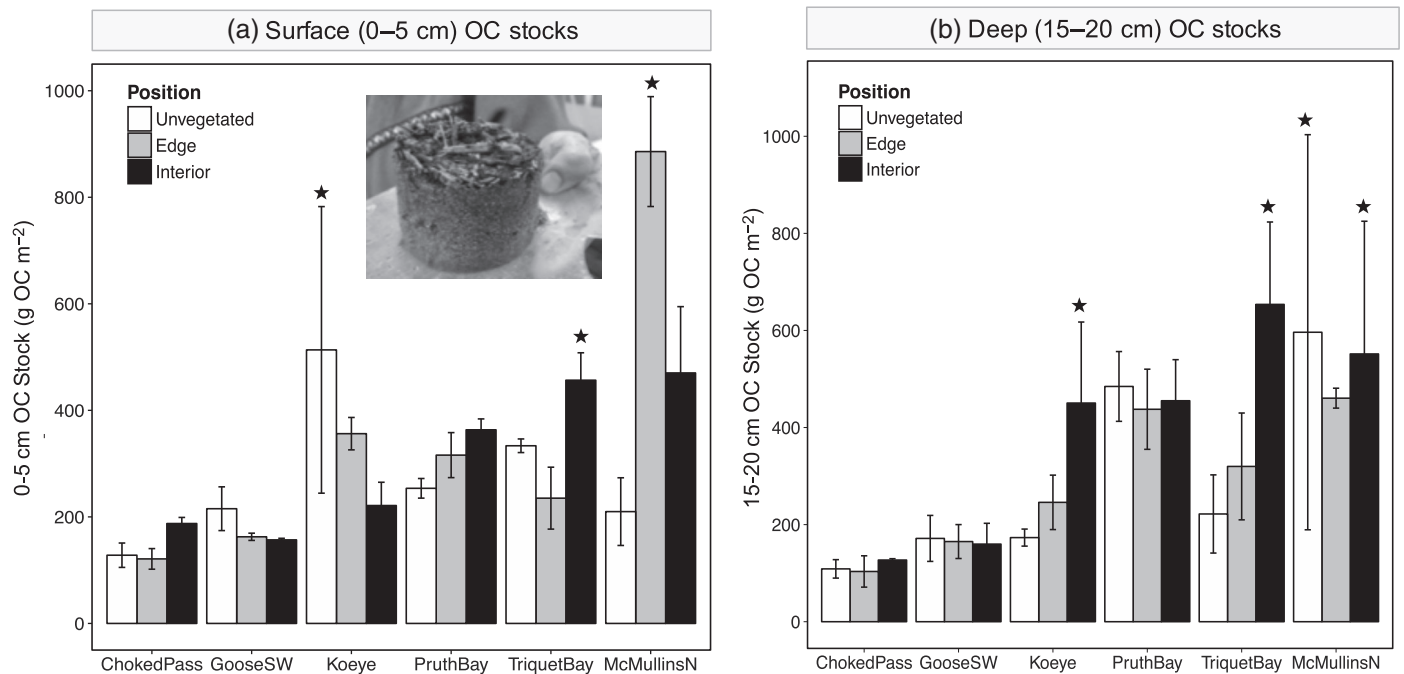 (a) Surface (0–5 cm) OC stocks
0-5 cm OC Stock (g OC m−2)
1000
800
600
400
200
0
Position
Unvegetated
Edge
Interior
★
★
★
ChokedPass GooseSW Koeye PruthBay TriquetBay McMullinsN
(b) Deep (15–20 cm) OC stocks
15-20 cm OC Stock (g OC m−2)
1000
800
600
400
200
0
Position
Unvegetated
Edge
Interior
★
★
★
★
ChokedPass GooseSW Koeye PruthBay TriquetBay McMullinsN